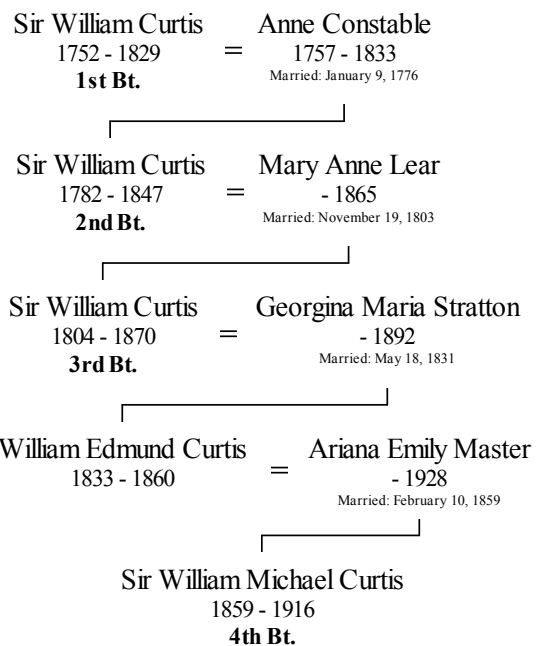 Sir William Curtis = Anne Constable
1752 - 1829 1757 - 1833
1st Bt. Married: January 9, 1776
Sir William Curtis = Mary Anne Lear
1782 - 1847 - 1865
2nd Bt. Married: November 19, 1803
Sir William Curtis = Georgina Maria Stratton
1804 - 1870 - 1892
3rd Bt. Married: May 18, 1831
William Edmund Curtis = Ariana Emily Master
1833 - 1860 - 1928
Married: February 10, 1859
Sir William Michael Curtis
1859 - 1916
4th Bt.